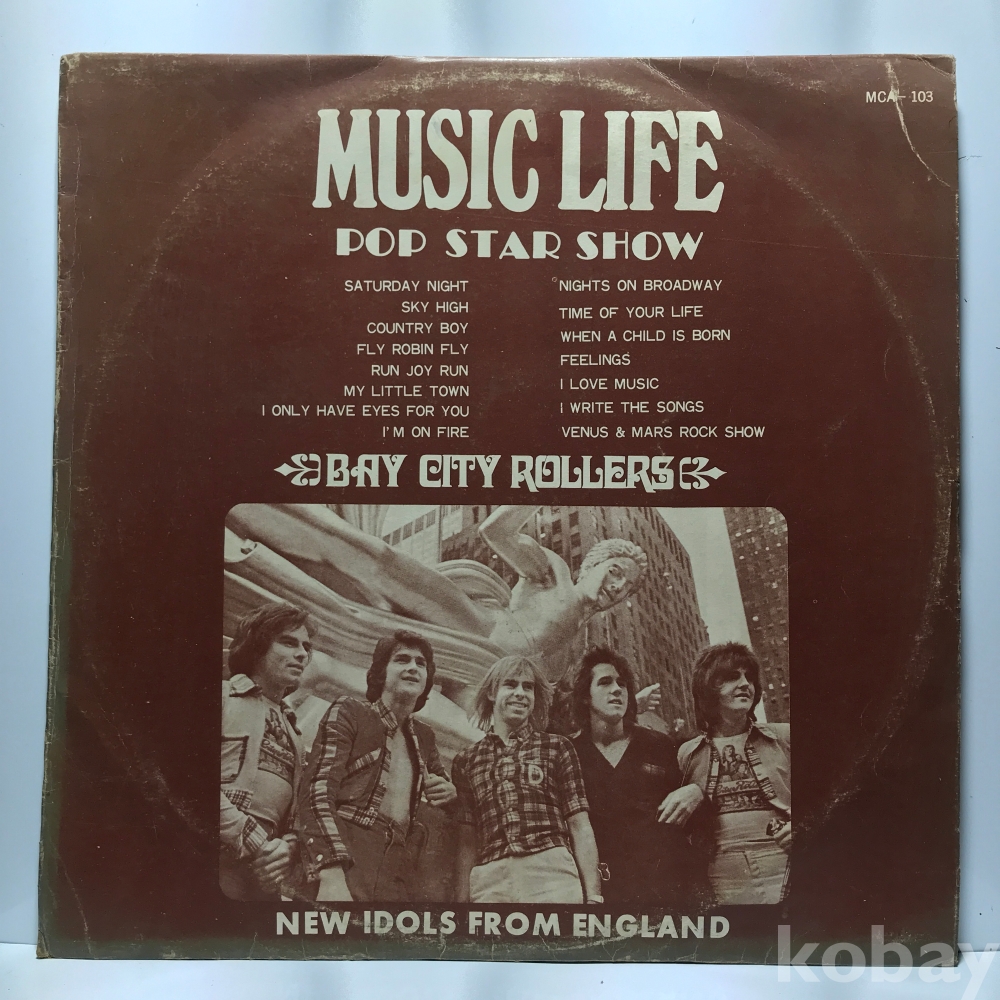 MCA-103
MUSIC LIFE
POP STAR SHOW
SATURDAY NIGHT
SKY HIGH
COUNTRY BOY
FLY ROBIN FLY
RUN JOY RUN
MY LITTLE TOWN
I ONLY HAVE EYES FOR YOU
I'M ON FIRE
NIGHTS ON BROADWAY
TIME OF YOUR LIFE
WHEN A CHILD IS BORN
FEELINGS
I LOVE MUSIC
I WRITE THE SONGS
VENUS & MARS ROCK SHOW
BAY CITY ROLLERS
NEW IDOLS FROM ENGLAND
kobay